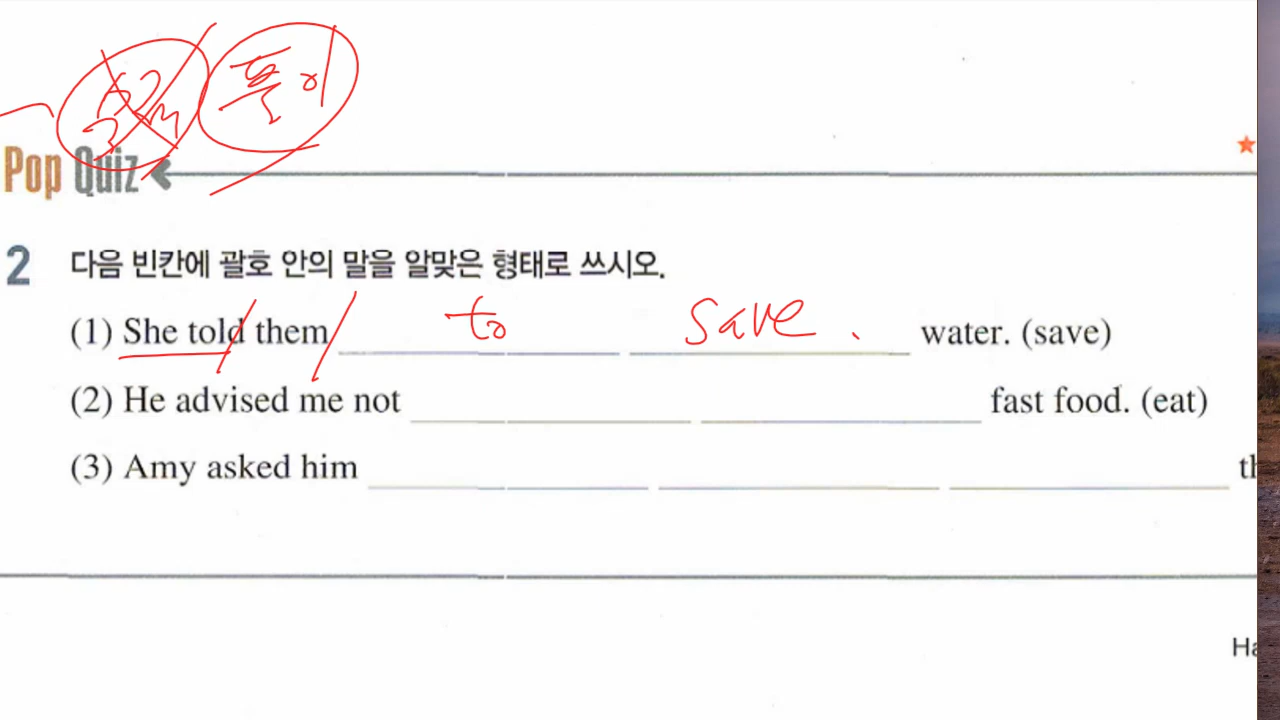 풀이
Pop Quiz
2 다음 빈칸에 괄호 안의 말을 알맞은 형태로 쓰시오.
(1) She told them to save. water. (save)
(2) He advised me not fast food. (eat)
(3) Amy asked him